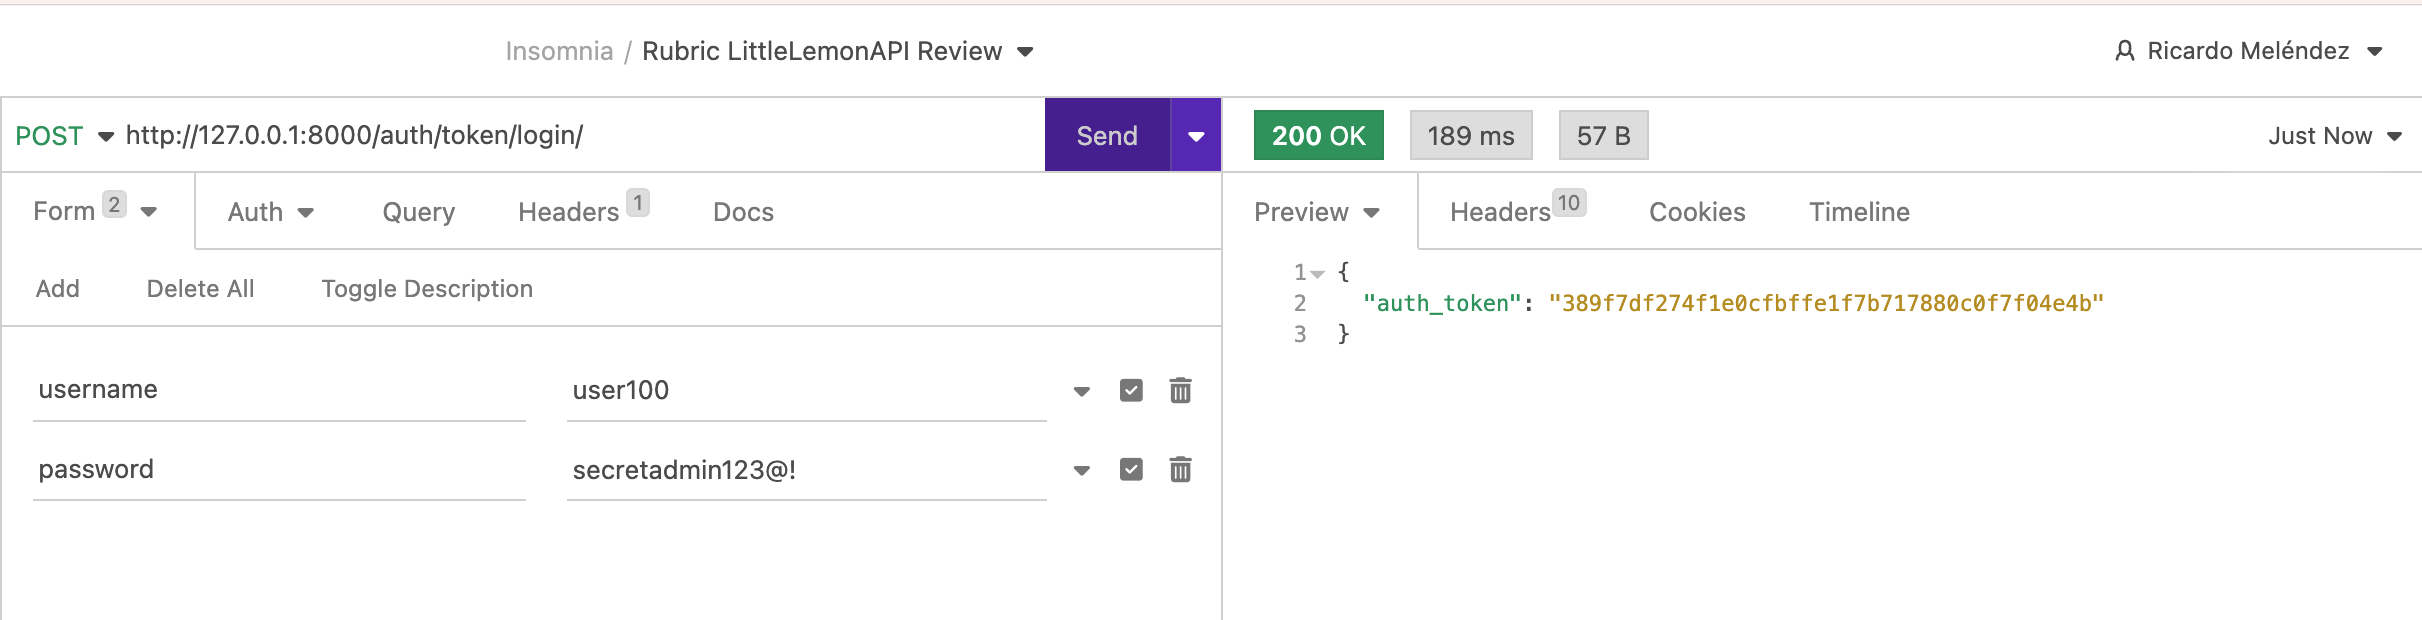 Insomnia / Rubric LittleLemonAPI Review
Ricardo Meléndez
POST http://127.0.0.1:8000/auth/token/login/ Send
200 OK 189 ms 57 B Just Now
Form 2 Auth Query Headers 1 Docs
Preview Headers 10 Cookies Timeline
Add Delete All Toggle Description
1 {
2 "auth_token": "389f7df274f1e0cfbffe1f7b717880c0f7f04e4b"
3 }
username user100
password secretadmin123@!